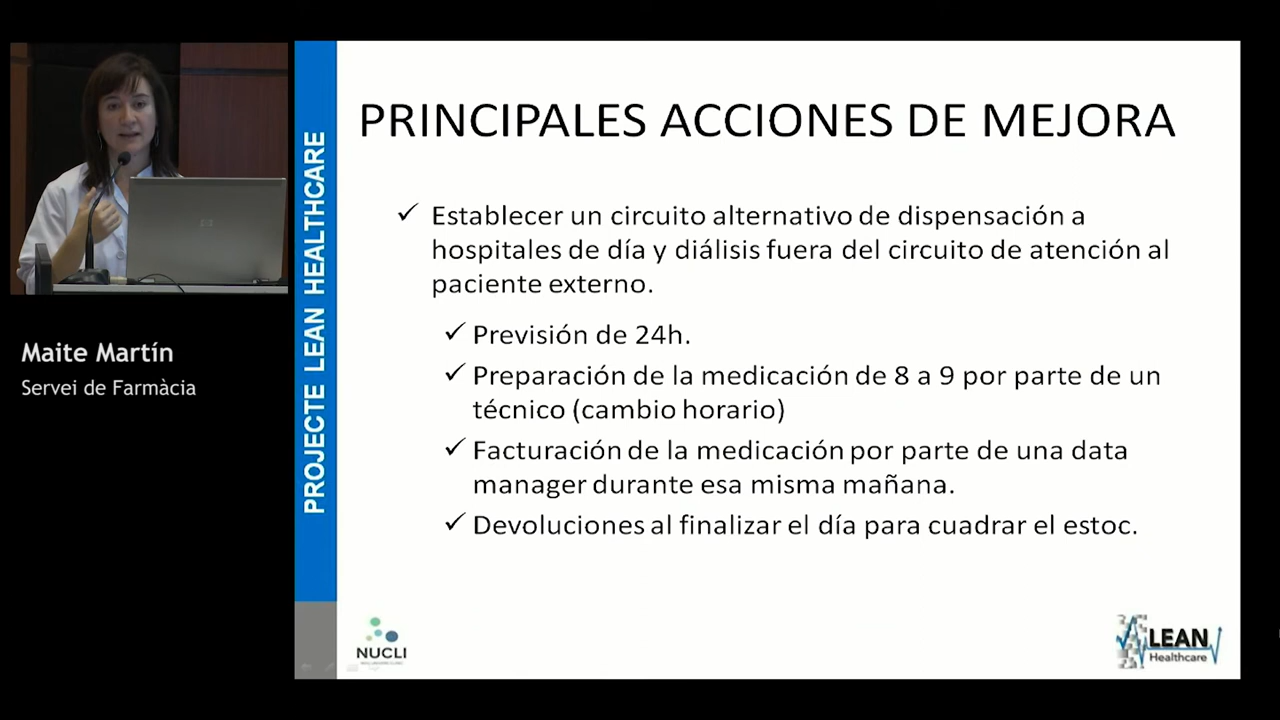 PRINCIPALES ACCIONES DE MEJORA
✓ Establecer un circuito alternativo de dispensación a
hospitales de día y diálisis fuera del circuito de atención al
paciente externo.
✓ Previsión de 24h.
✓ Preparación de la medicación de 8 a 9 por parte de un
técnico (cambio horario)
✓ Facturación de la medicación por parte de una data
manager durante esa misma mañana.
✓ Devoluciones al finalizar el día para cuadrar el estoc.
PROJECTE LEAN HEALTHCARE
Maite Martín
Servei de Farmàcia
NUCLI
LEAN
Healthcare